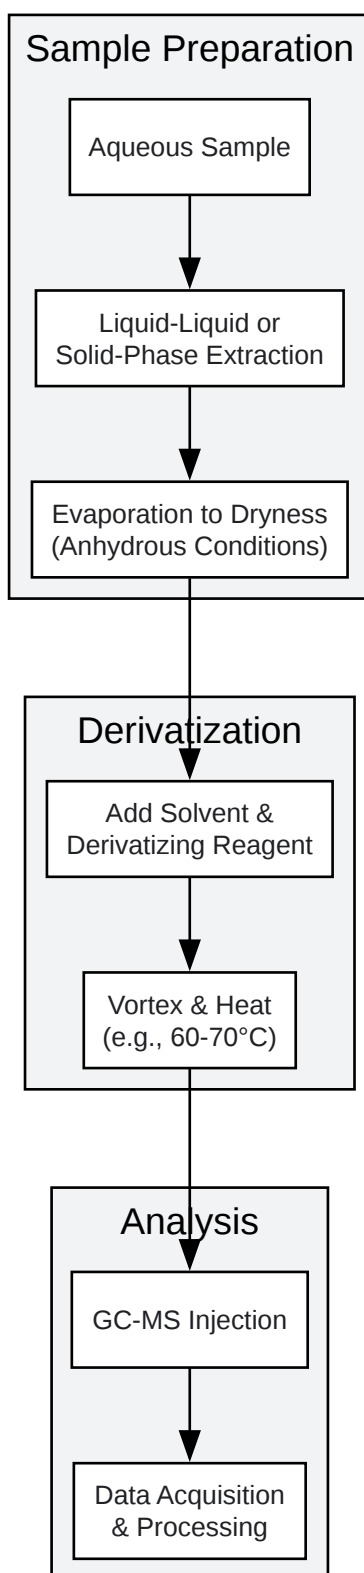 Sample Preparation
Aqueous Sample
Liquid-Liquid or
Solid-Phase Extraction
Evaporation to Dryness
(Anhydrous Conditions)
Derivatization
Add Solvent &
Derivatizing Reagent
Vortex & Heat
(e.g., 60-70°C)
Analysis
GC-MS Injection
Data Acquisition
& Processing